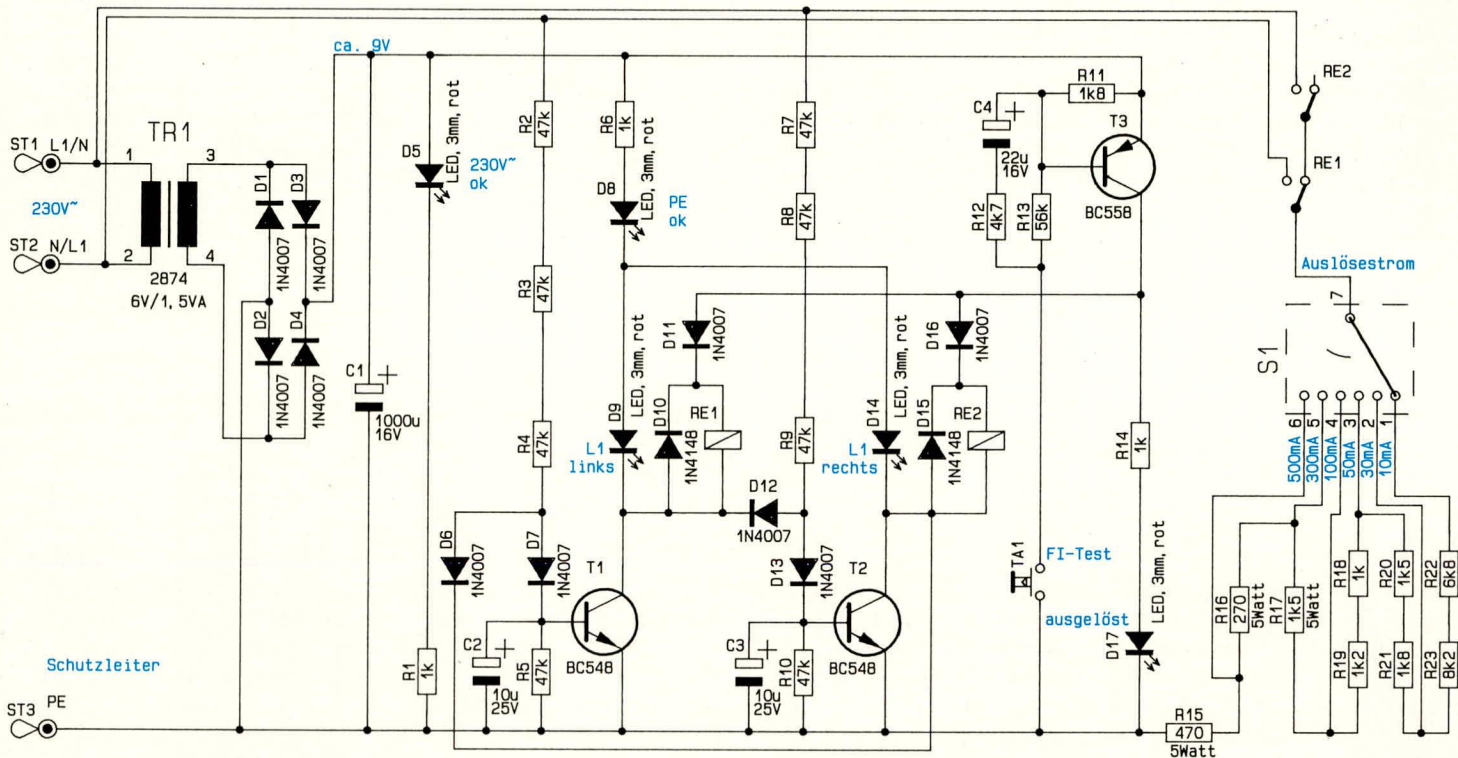 ca. 9V
ST1 L1/N
230V~
ST2 N/L1
TR1
1
2
3
4
2874
6V/1,5VA
D1
1N4007
D3
1N4007
D2
1N4007
D4
1N4007
C1
+
1000u
16V
D5
LED, 3mm, rot
230V~
ok
R1
1k
R2
47k
R3
47k
R4
47k
D6
1N4007
D7
1N4007
C2
+
10u
25V
R5
47k
T1
BC548
R6
1k
D8
LED, 3mm, rot
PE
ok
D9
LED, 3mm, rot
L1
links
D11
1N4007
D10
1N4148
RE1
D12
1N4007
R7
47k
R8
47k
R9
47k
D13
1N4007
C3
+
10u
25V
R10
47k
T2
BC548
D14
LED, 3mm, rot
L1
rechts
D16
1N4007
D15
1N4148
RE2
C4
+
22u
16V
R11
1k8
R12
4k7
R13
56k
T3
BC558
TA1
FI-Test
R14
1k
ausgelöst
D17
LED, 3mm, rot
RE2
RE1
Auslösestrom
S1
7
6
5
4
3
2
1
500mA
300mA
100mA
50mA
30mA
10mA
R16
270
5Watt
R17
1k5
5Watt
R18
1k
R19
1k2
R20
1k5
R21
1k8
R22
6k8
R23
8k2
R15
470
5Watt
Schutzleiter
ST3 PE